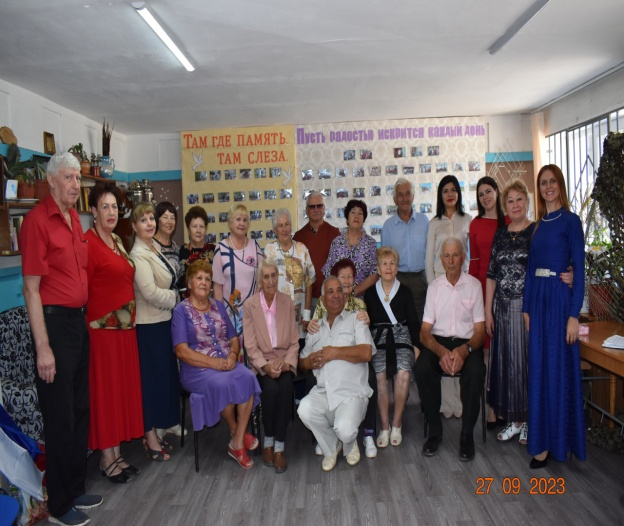 ТАМ ГДЕ ПАМЯТЬ,
ТАМ СЛЕЗА.
ПУСТЬ РАДОСТЬЮ ИСКРИТСЯ КАЖДЫЙ ДЕНЬ
27 09 2023